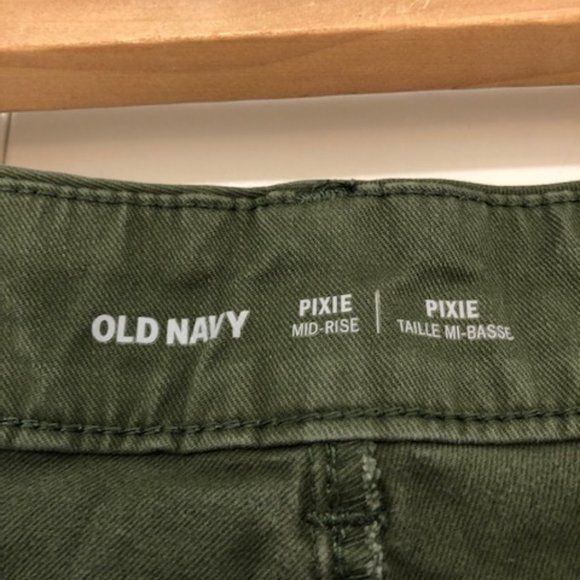 OLD NAVY
PIXIE
MID-RISE
PIXIE
TAILLE MI-BASSE